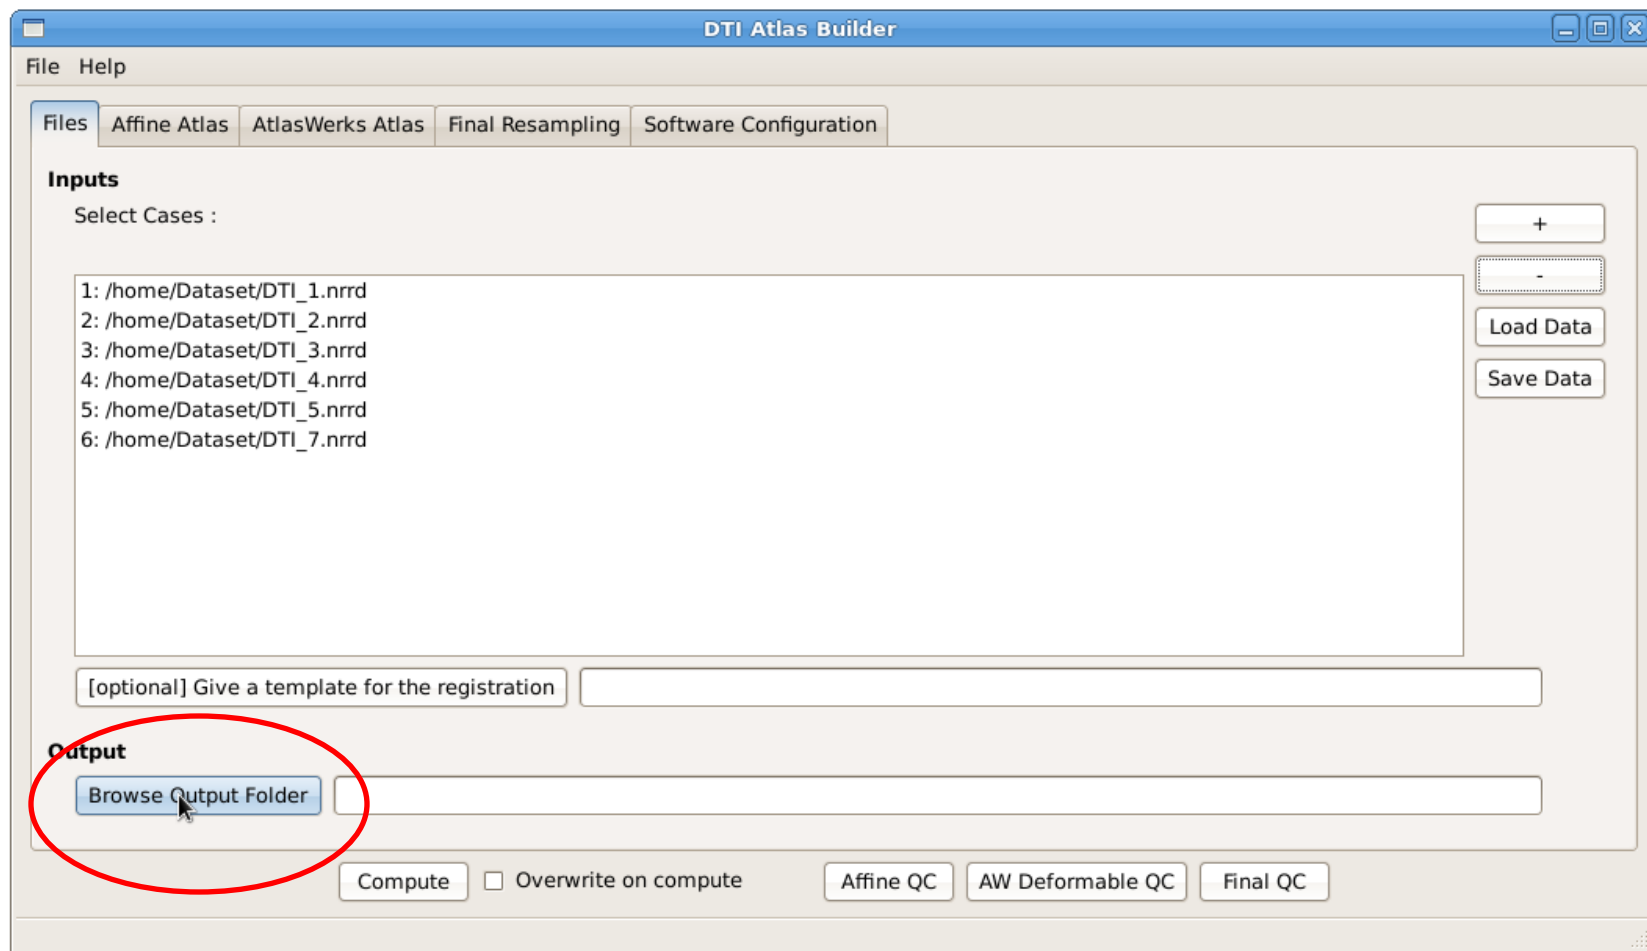 DTI Atlas Builder
File Help
Files Affine Atlas AtlasWerks Atlas Final Resampling Software Configuration
Inputs
Select Cases :
+
-
Load Data
Save Data
1: /home/Dataset/DTI_1.nrrd
2: /home/Dataset/DTI_2.nrrd
3: /home/Dataset/DTI_3.nrrd
4: /home/Dataset/DTI_4.nrrd
5: /home/Dataset/DTI_5.nrrd
6: /home/Dataset/DTI_7.nrrd
[optional] Give a template for the registration
Output
Browse Output Folder
Compute Overwrite on compute Affine QC AW Deformable QC Final QC